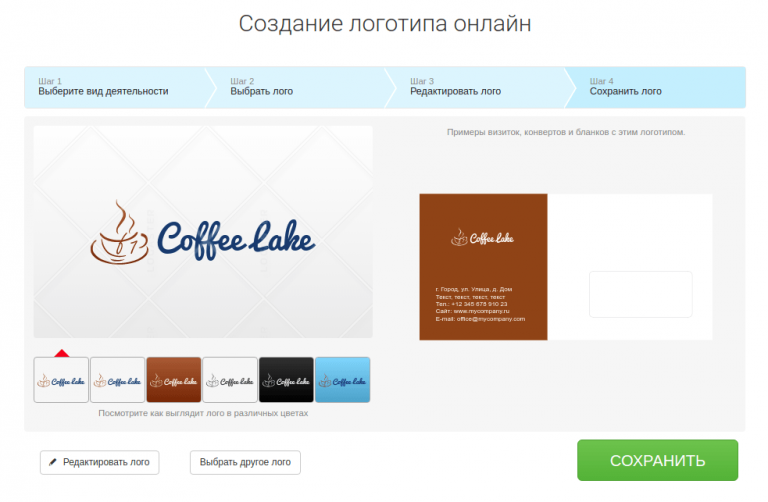 Создание логотипа онлайн
Шаг 1
Выберите вид деятельности
Шаг 2
Выбрать лого
Шаг 3
Редактировать лого
Шаг 4
Сохранить лого
Coffee Lake
Coffee Lake
Coffee Lake
Coffee Lake
Coffee Lake
Coffee Lake
Coffee Lake
Посмотрите как выглядит лого в различных цветах
Примеры визиток, конвертов и бланков с этим логотипом.
Coffee Lake
г. Город, ул. Улица, д. Дом
Текст, текст, текст, текст
Тел.: +12 345 678 910 23
Сайт: www.mycompany.ru
E-mail: office@mycompany.com
Редактировать лого
Выбрать другое лого
СОХРАНИТЬ